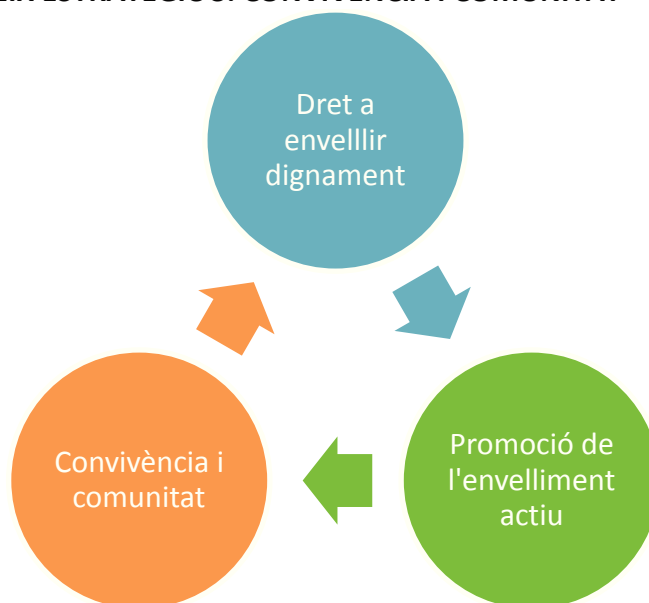 Dret a
envelllir
dignament
Convivència i
comunitat
Promoció de
l'envelliment
actiu